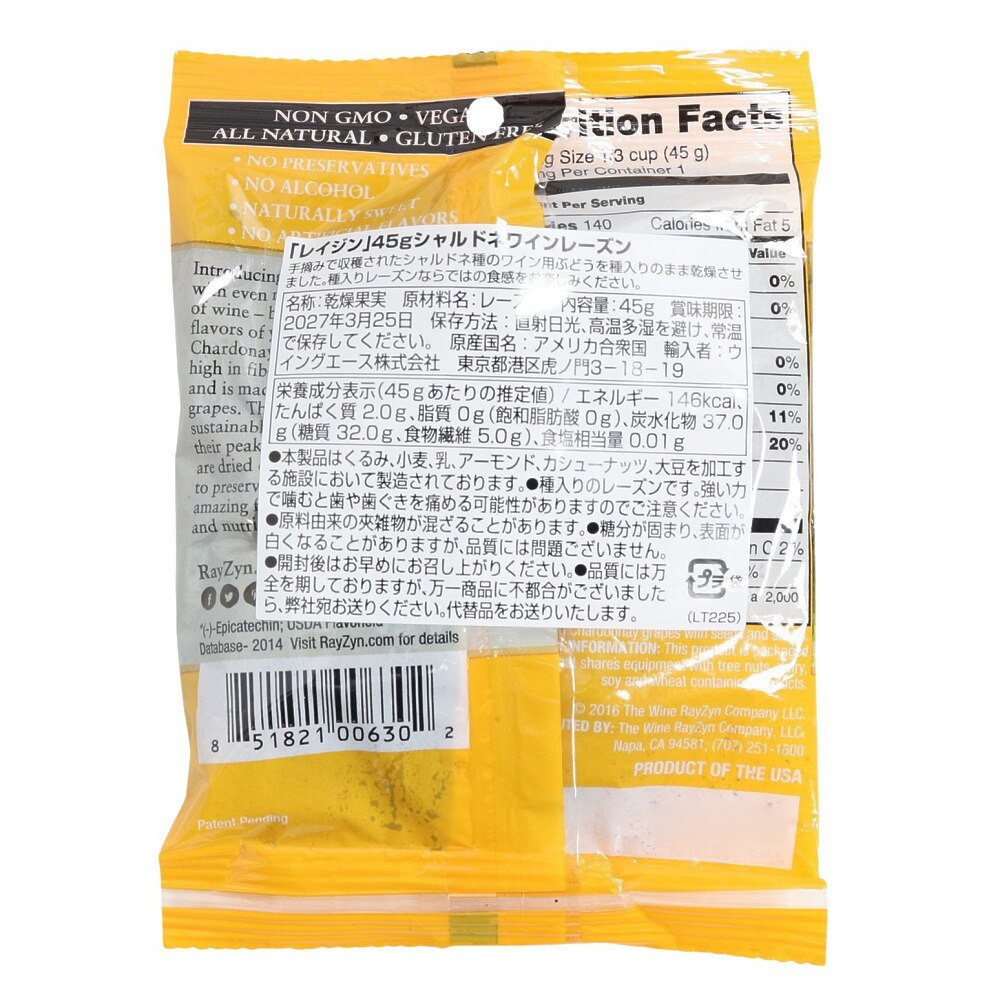 NON GMO • VEGA
ALL NATURAL • GLUTEN FREE
• NO PRESERVATIVES
• NO ALCOHOL
• NATURALLY SWEET
NO ARTIFICIAL FLAVORS
Introducing
with even
of wine –
flavors of
Chardonnay
high in
and is
grapes.
sustainabl
their peak
are dried
to preserv
amazing
and nutri
RayZyn.
*(-)-Epicatechin; USDA Flavonoid
Database- 2014 Visit RayZyn.com for details
8 51821 00630 2
Patent Pending
rition Facts
g Size 1/3 cup (45 g)
ng Per Container 1
nt Per Serving
ries 140 Calories from Fat 5
Value
0%
0%
0%
0%
11%
20%
n C 2%
%
a 2,000
「レイジン」45gシャルドネワインレーズン
手摘みで収穫されたシャルドネ種のワイン用ぶどうを種入りのまま乾燥させ
ました。種入りレーズンならではの食感をお楽しみください。
名称:乾燥果実 原材料名:レーズ 内容量:45g 賞味期限:
2027年3月25日 保存方法:直射日光、高温多湿を避け、常温
で保存してください。 原産国名:アメリカ合衆国 輸入者:ウ
イングエース株式会社 東京都港区虎ノ門3-18-19
栄養成分表示(45gあたりの推定値) / エネルギー 146kcal、
たんぱく質 2.0g、脂質 0g(飽和脂肪酸 0g)、炭水化物 37.0
g(糖質 32.0g、食物繊維 5.0g)、食塩相当量 0.01g
●本製品はくるみ、小麦、乳、アーモンド、カシューナッツ、大豆を加工す
る施設において製造されております。●種入りのレーズンです。強い力
で噛むと歯や歯ぐきを痛める可能性がありますのでご注意ください。
●原料由来の夾雑物が混ざることがあります。●糖分が固まり、表面が
白くなることがありますが、品質には問題ございません。
●開封後はお早めにお召し上がりください。●品質には万
全を期しておりますが、万一商品に不都合がございました
ら、弊社宛お送りください。代替品をお送りいたします。
プラ 袋
(LT225)
Chardonnay grapes with seeds and
INFORMATION: This product is packaged
t shares equipment with tree nuts,
soy and wheat containing products.
© 2016 The Wine RayZyn Company LLC.
UTED BY: The Wine RayZyn Company, LLC.
Napa, CA 94581, (707) 251-1600
PRODUCT OF THE USA